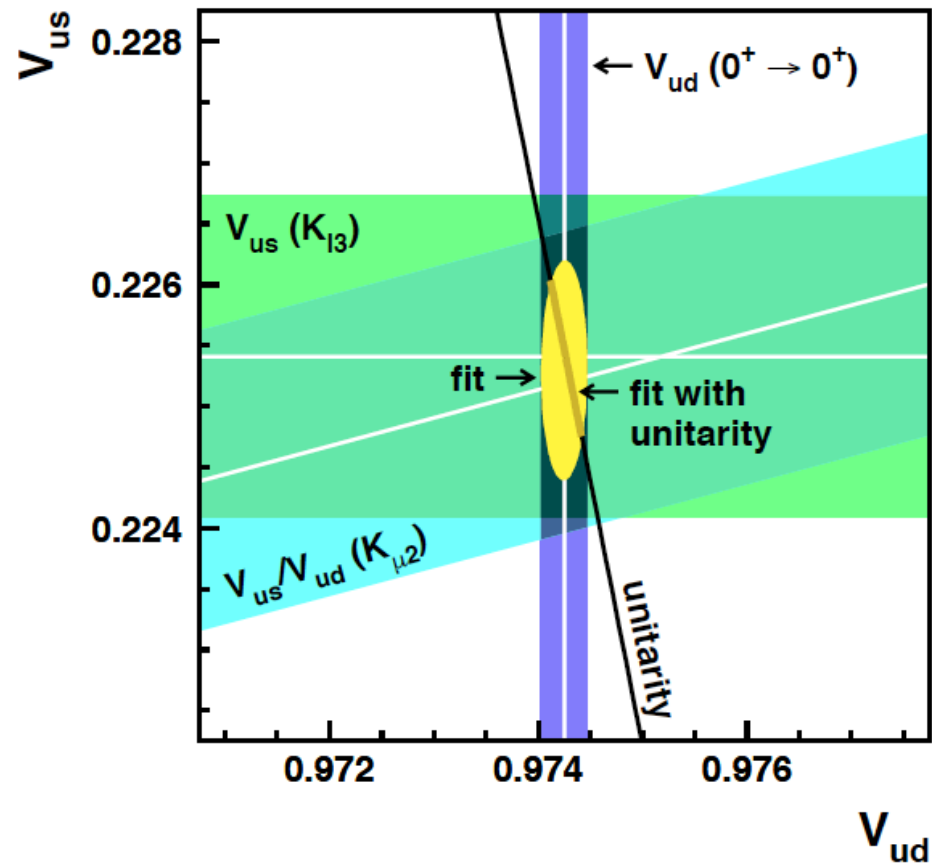 V_us
0.228
0.226
0.224
V_ud (0^+ → 0^+)
V_us (K_l3)
fit →
← fit with
unitarity
V_us/V_ud (K_μ2)
unitarity
0.972
0.974
0.976
V_ud